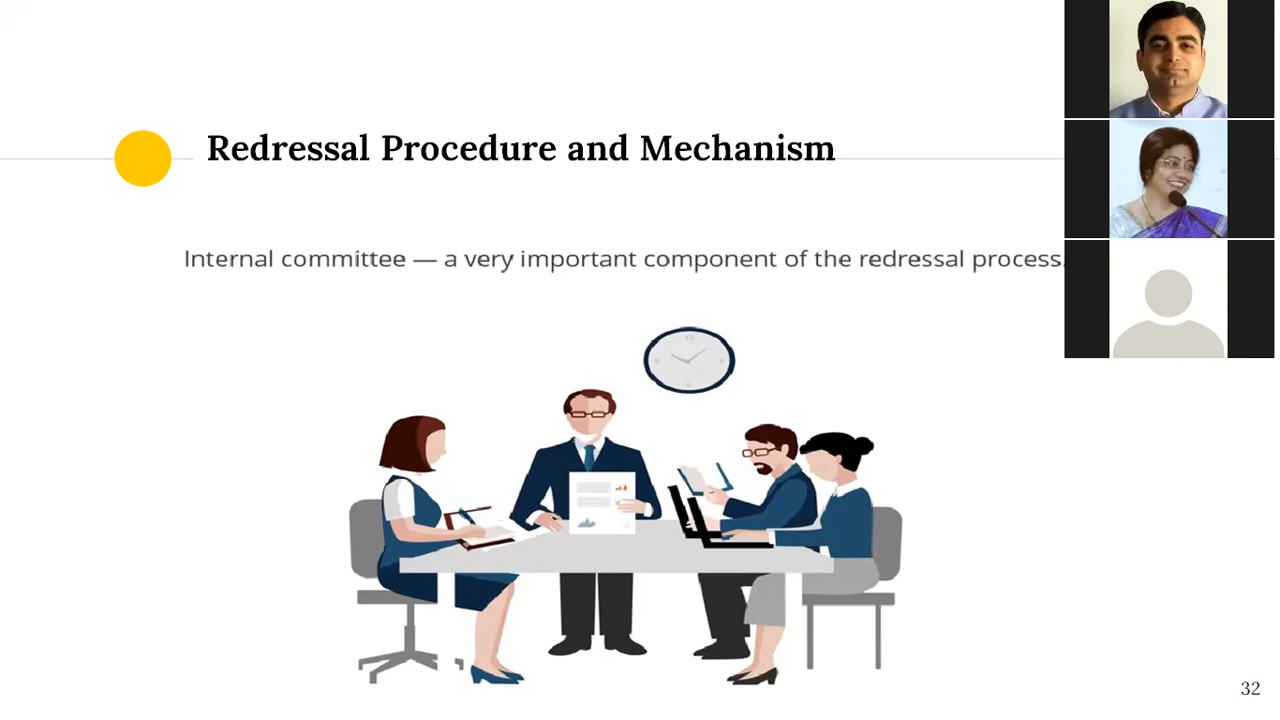 Redressal Procedure and Mechanism
Internal committee — a very important component of the redressal process.
32